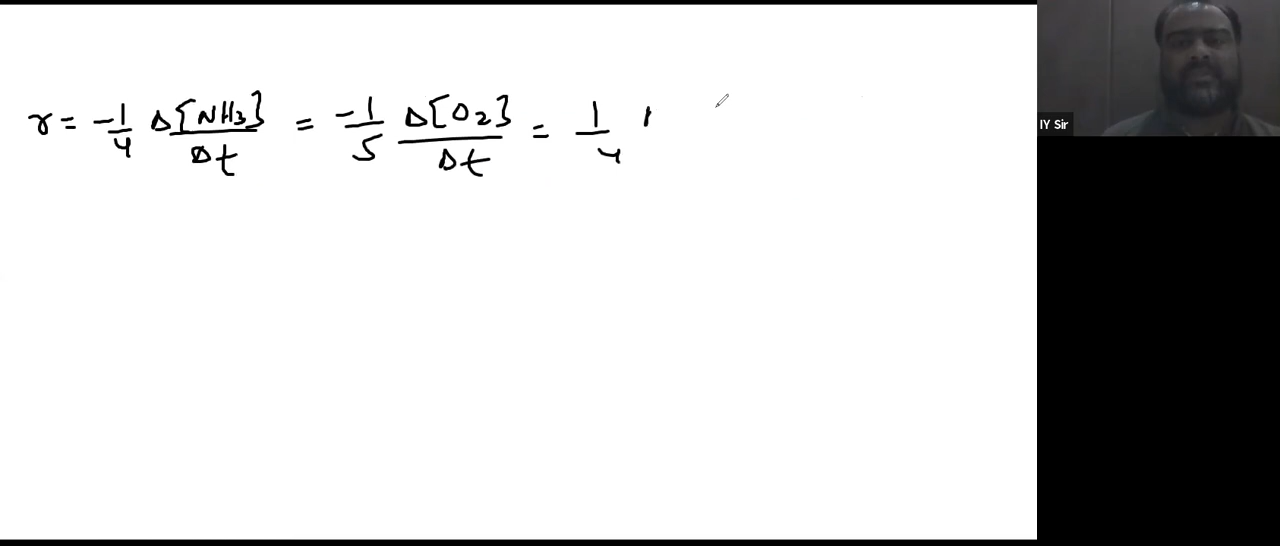 r = -1/4 Δ[NH3]/Δt = -1/5 Δ[O2]/Δt = 1/4
IY Sir